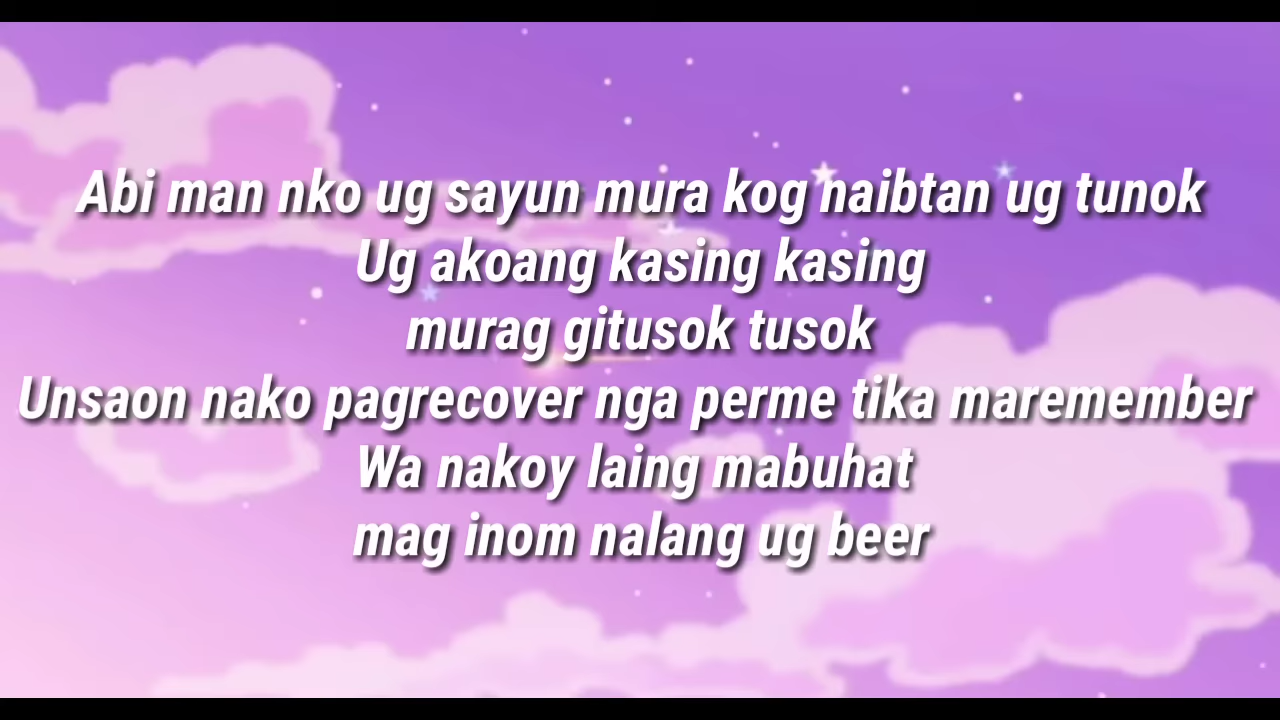 Abi man nko ug sayun mura kog haibtan ug tunok
Ug akoang kasing kasing
murag gitusok tusok
Unsaon nako pagrecover nga perme tika maremember
Wa nakoy laing mabuhat
mag inom nalang ug beer